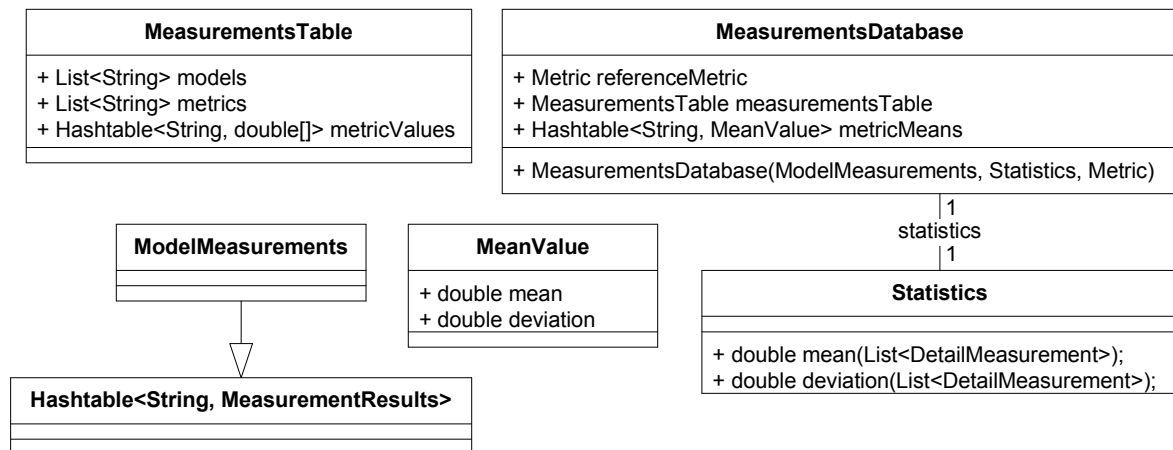 MeasurementsTable
+ List<String> models
+ List<String> metrics
+ Hashtable<String, double[]> metricValues
MeasurementsDatabase
+ Metric referenceMetric
+ MeasurementsTable measurementsTable
+ Hashtable<String, MeanValue> metricMeans
+ MeasurementsDatabase(ModelMeasurements, Statistics, Metric)
1
statistics
1
ModelMeasurements
MeanValue
+ double mean
+ double deviation
Statistics
+ double mean(List<DetailMeasurement>);
+ double deviation(List<DetailMeasurement>);
Hashtable<String, MeasurementResults>